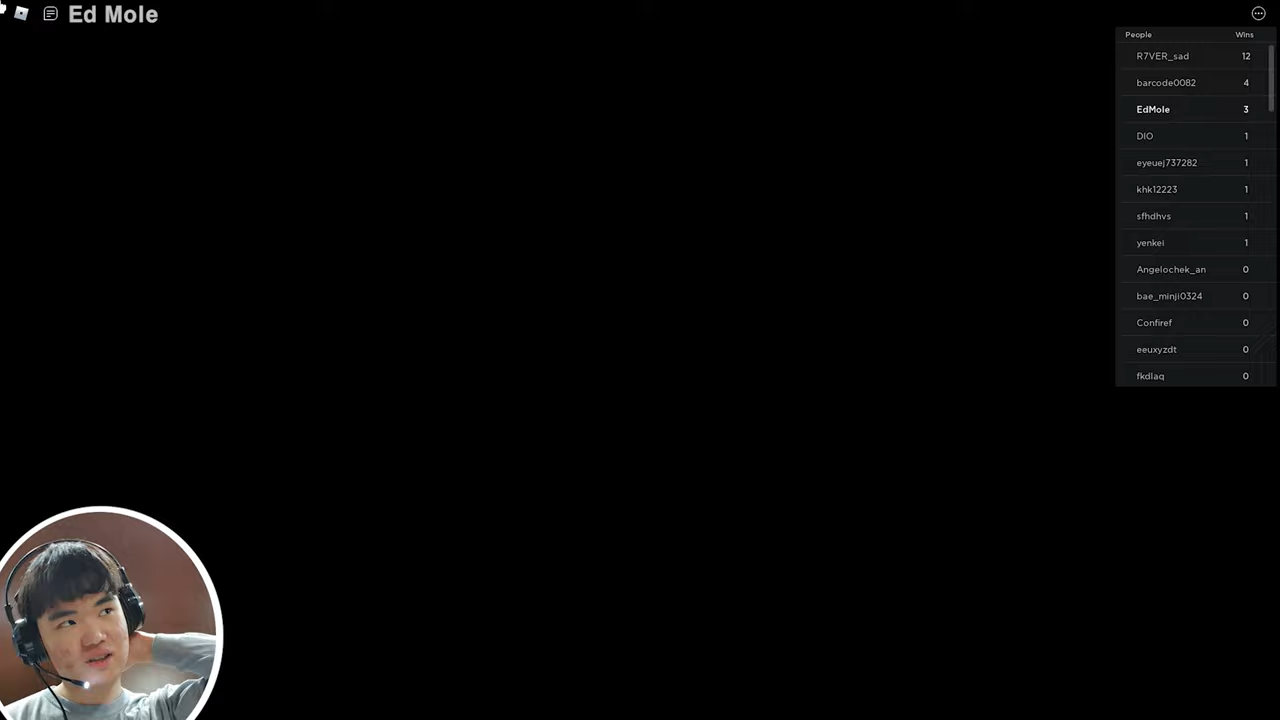 Ed Mole
People Wins
R7VER_sad 12
barcode0082 4
EdMole 3
DIO 1
eyeuej737282 1
khk12223 1
sfhdhvs 1
yenkei 1
Angelochek_an 0
bae_minji0324 0
Confiref 0
eeuxyzdt 0
fkdlaq 0